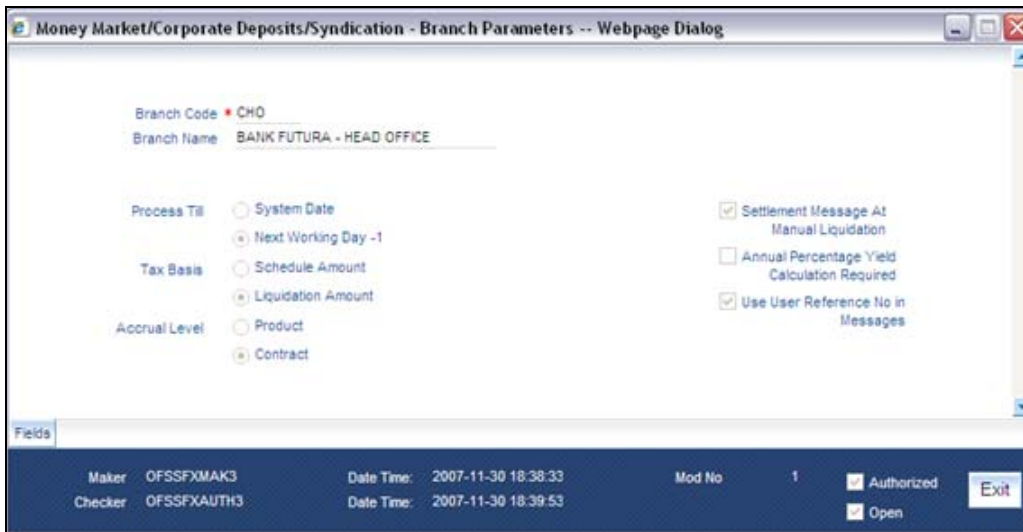 Money Market/Corporate Deposits/Syndication - Branch Parameters -- Webpage Dialog
Branch Code * CHO
Branch Name BANK FUTURA - HEAD OFFICE
Process Till System Date
Next Working Day -1
Tax Basis Schedule Amount
Liquidation Amount
Accrual Level Product
Contract
Settlement Message At
Manual Liquidation
Annual Percentage Yield
Calculation Required
Use User Reference No in
Messages
Fields
Maker OFSSFXMAK3 Date Time: 2007-11-30 18:38:33 Mod No 1 Authorized
Checker OFSSFXAUTH3 Date Time: 2007-11-30 18:39:53 Open
Exit